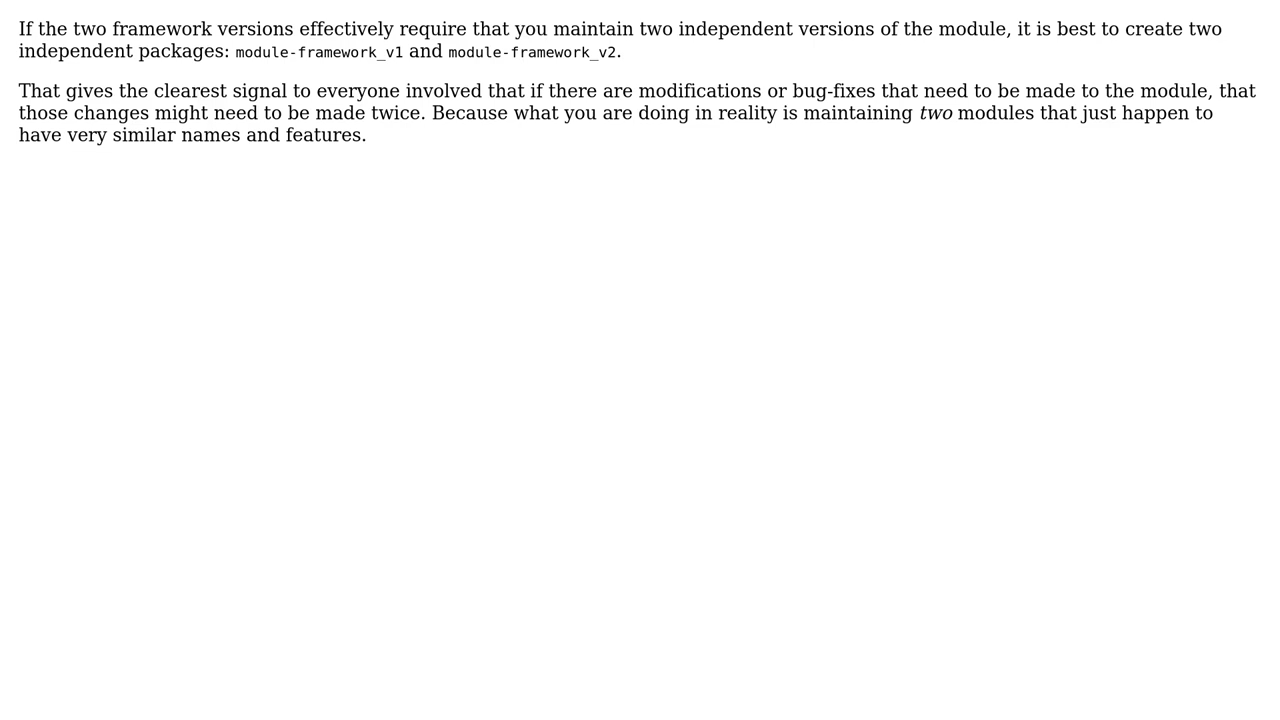 If the two framework versions effectively require that you maintain two independent versions of the module, it is best to create two
independent packages: module-framework_v1 and module-framework_v2.
That gives the clearest signal to everyone involved that if there are modifications or bug-fixes that need to be made to the module, that
those changes might need to be made twice. Because what you are doing in reality is maintaining two modules that just happen to
have very similar names and features.